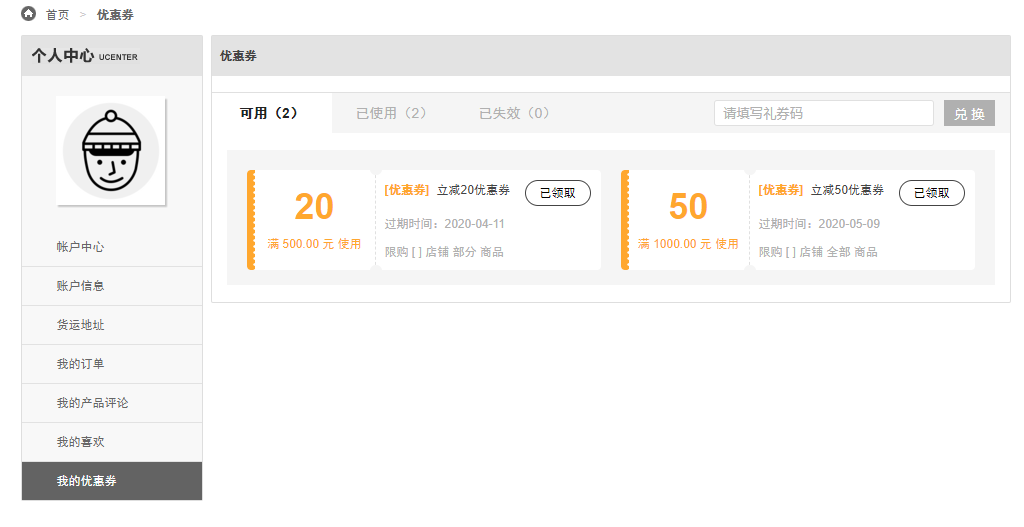 首页 > 优惠券
个人中心 UCENTER
帐户中心
账户信息
货运地址
我的订单
我的产品评论
我的喜欢
我的优惠券
优惠券
可用（2） 已使用（2） 已失效（0） 请填写礼券码 兑 换
20
满 500.00 元 使用
[优惠券] 立减20优惠券 已领取
过期时间：2020-04-11
限购 [ ] 店铺 部分 商品
50
满 1000.00 元 使用
[优惠券] 立减50优惠券 已领取
过期时间：2020-05-09
限购 [ ] 店铺 全部 商品